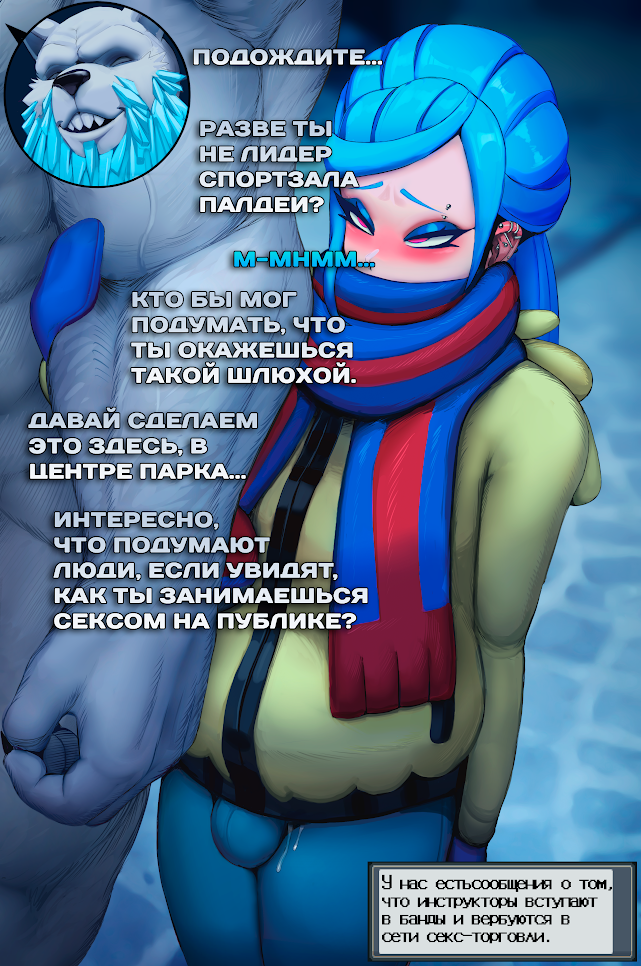 ПОДОЖДИТЕ...
РАЗВЕ ТЫ
НЕ ЛИДЕР
СПОРТЗАЛА
ПАЛДЕИ?
М-МНММ...
КТО БЫ МОГ
ПОДУМАТЬ, ЧТО
ТЫ ОКАЖЕШЬСЯ
ТАКОЙ ШЛЮХОЙ.
ДАВАЙ СДЕЛАЕМ
ЭТО ЗДЕСЬ, В
ЦЕНТРЕ ПАРКА...
ИНТЕРЕСНО,
ЧТО ПОДУМАЮТ
ЛЮДИ, ЕСЛИ УВИДЯТ,
КАК ТЫ ЗАНИМАЕШЬСЯ
СЕКСОМ НА ПУБЛИКЕ?
У нас естьсообщения о том,
что инструкторы вступают
в банды и вербуются в
сети секс-торговли.